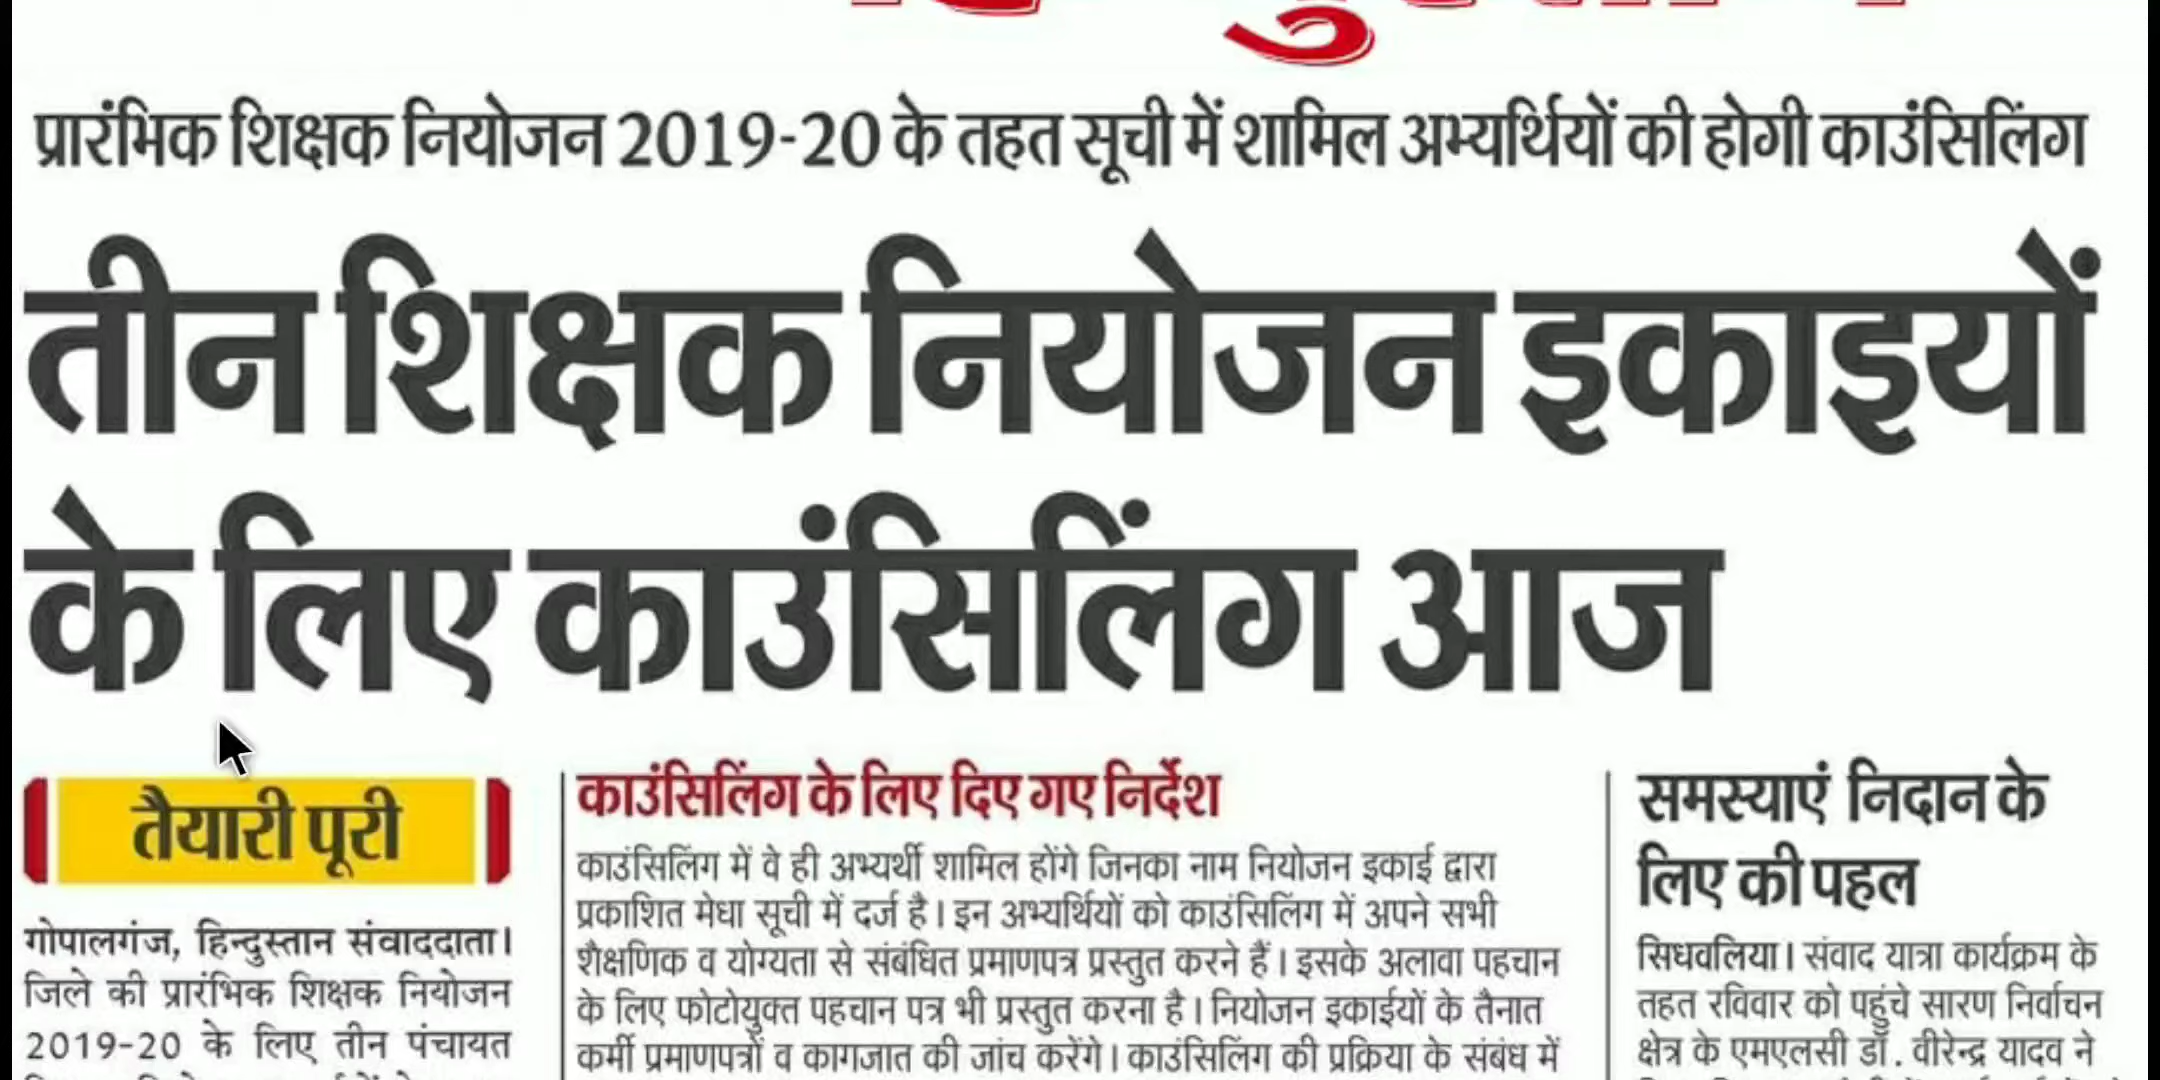 प्रारंभिक शिक्षक नियोजन 2019-20 के तहत सूची में शामिल अभ्यर्थियों की होगी काउंसिलिंग
तीन शिक्षक नियोजन इकाइयों
के लिए काउंसिलिंग आज
तैयारी पूरी
गोपालगंज, हिन्दुस्तान संवाददाता।
जिले की प्रारंभिक शिक्षक नियोजन
2019-20 के लिए तीन पंचायत
काउंसिलिंग के लिए दिए गए निर्देश
काउंसिलिंग में वे ही अभ्यर्थी शामिल होंगे जिनका नाम नियोजन इकाई द्वारा
प्रकाशित मेधा सूची में दर्ज है। इन अभ्यर्थियों को काउंसिलिंग में अपने सभी
शैक्षणिक व योग्यता से संबंधित प्रमाणपत्र प्रस्तुत करने हैं। इसके अलावा पहचान
के लिए फोटोयुक्त पहचान पत्र भी प्रस्तुत करना है। नियोजन इकाईयों के तैनात
कर्मी प्रमाणपत्रों व कागजात की जांच करेंगे। काउंसिलिंग की प्रक्रिया के संबंध में
समस्याएं निदान के
लिए की पहल
सिधवलिया। संवाद यात्रा कार्यक्रम के
तहत रविवार को पहुंचे सारण निर्वाचन
क्षेत्र के एमएलसी डॉ. वीरेन्द्र यादव ने